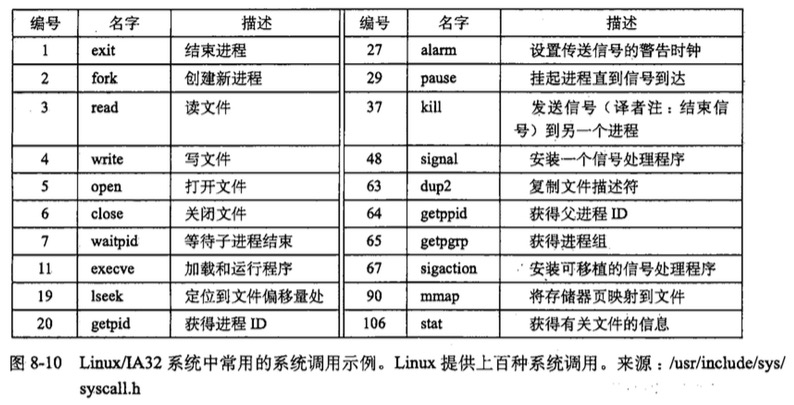 编号 名字 描述 编号 名字 描述
1 exit 结束进程 27 alarm 设置传送信号的警告时钟
2 fork 创建新进程 29 pause 挂起进程直到信号到达
3 read 读文件 37 kill 发送信号（译者注：结束信
号）到另一个进程
4 write 写文件 48 signal 安装一个信号处理程序
5 open 打开文件 63 dup2 复制文件描述符
6 close 关闭文件 64 getppid 获得父进程 ID
7 waitpid 等待子进程结束 65 getpgrp 获得进程组
11 execve 加载和运行程序 67 sigaction 安装可移植的信号处理程序
19 lseek 定位到文件偏移量处 90 mmap 将存储器页映射到文件
20 getpid 获得进程 ID 106 stat 获得有关文件的信息
图 8-10 Linux/IA32 系统中常用的系统调用示例。Linux 提供上百种系统调用。来源：/usr/include/sys/
syscall.h